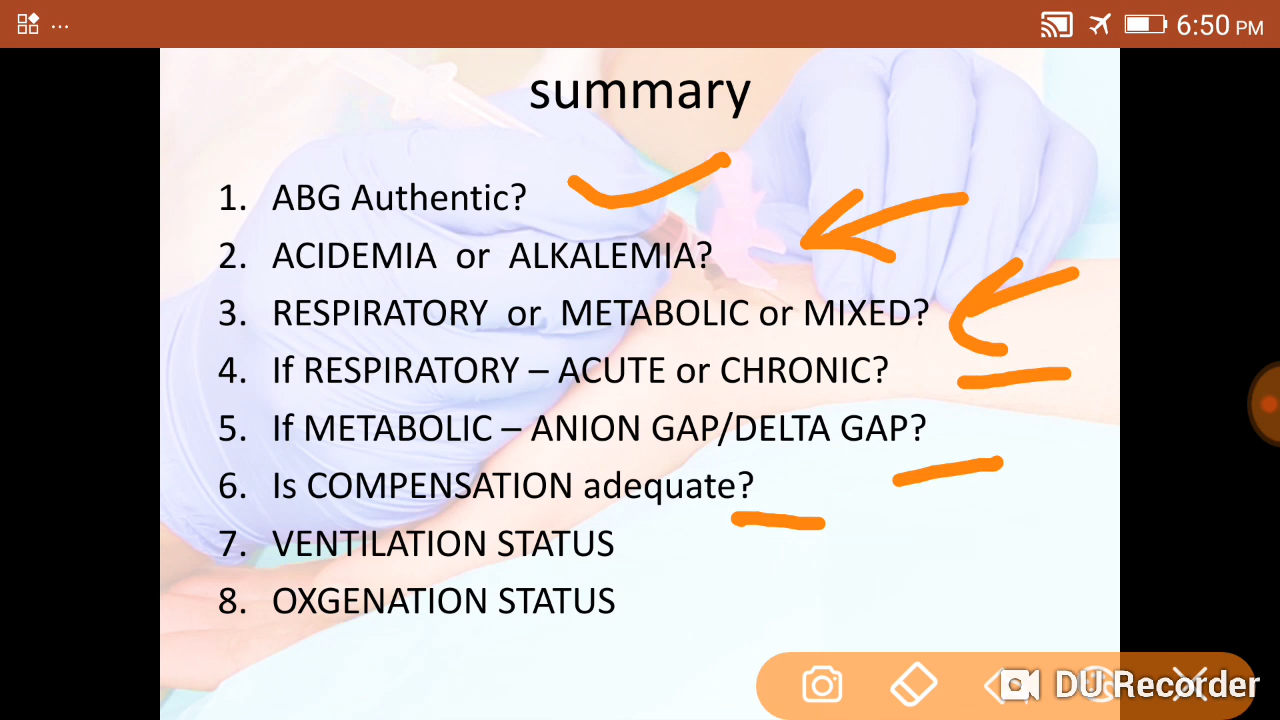 ... 6:50 PM
summary
1. ABG Authentic?
2. ACIDEMIA or ALKALEMIA?
3. RESPIRATORY or METABOLIC or MIXED?
4. If RESPIRATORY – ACUTE or CHRONIC?
5. If METABOLIC – ANION GAP/DELTA GAP?
6. Is COMPENSATION adequate?
7. VENTILATION STATUS
8. OXGENATION STATUS
DU Recorder